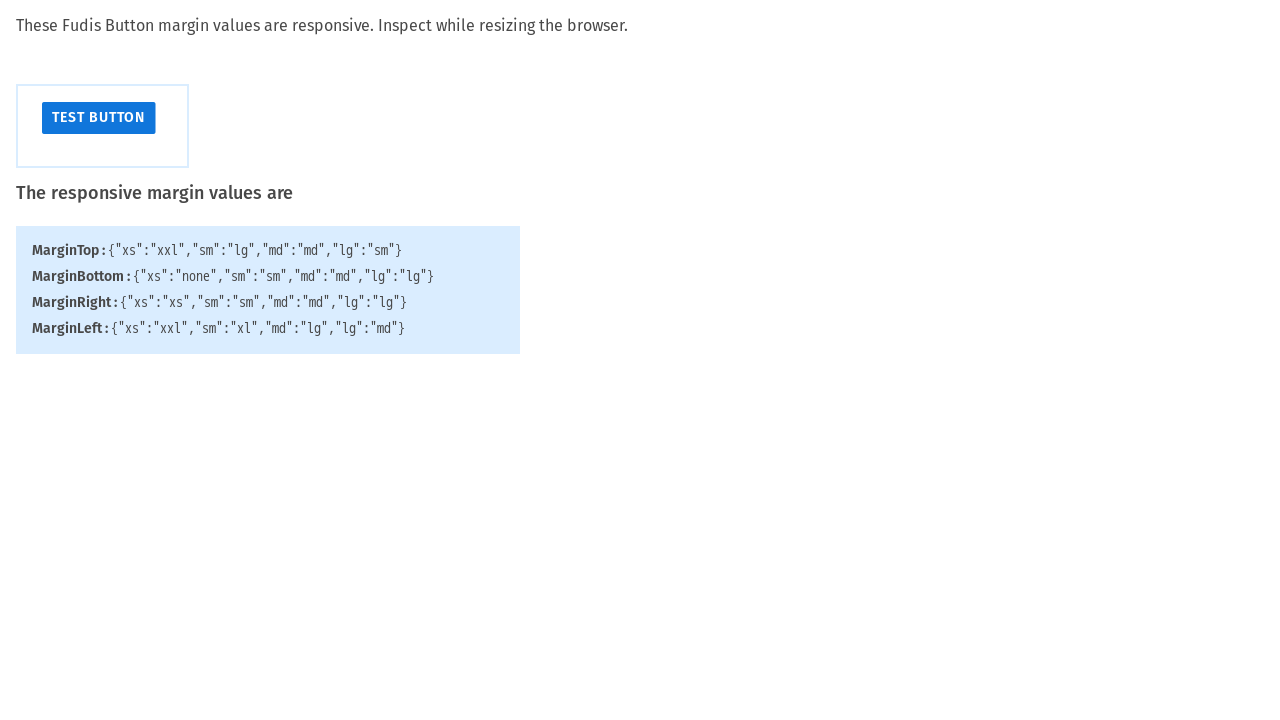 These Fudis Button margin values are responsive. Inspect while resizing the browser.
TEST BUTTON
The responsive margin values are
MarginTop : {"xs":"xxl","sm":"lg","md":"md","lg":"sm"}
MarginBottom : {"xs":"none","sm":"sm","md":"md","lg":"lg"}
MarginRight : {"xs":"xs","sm":"sm","md":"md","lg":"lg"}
MarginLeft : {"xs":"xxl","sm":"xl","md":"lg","lg":"md"}